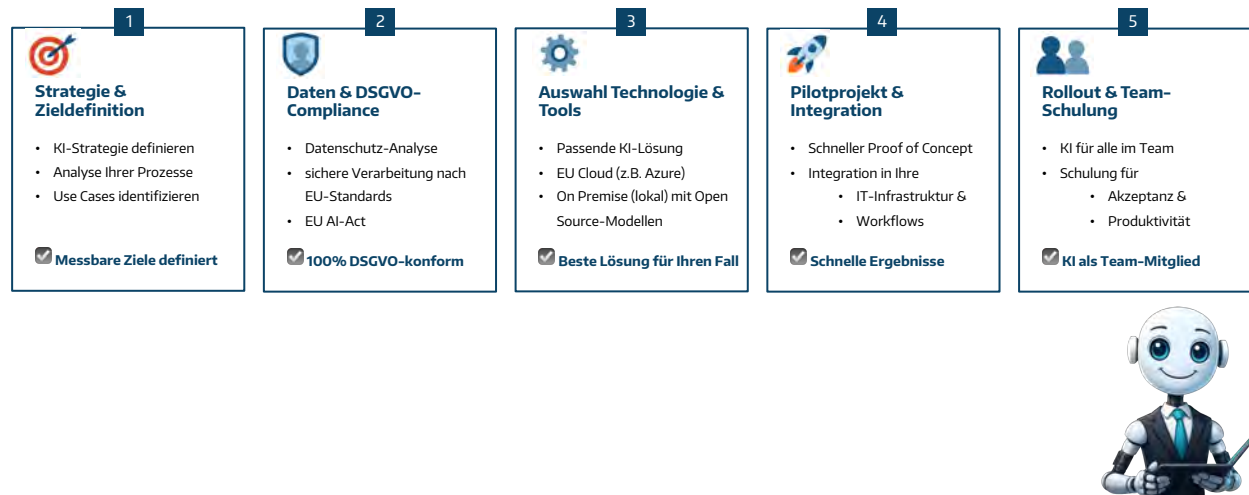 1
Strategie &
Zieldefinition
• KI-Strategie definieren
• Analyse Ihrer Prozesse
• Use Cases identifizieren
Messbare Ziele definiert
2
Daten & DSGVO-
Compliance
• Datenschutz-Analyse
• sichere Verarbeitung nach
EU-Standards
• EU AI-Act
100% DSGVO-konform
3
Auswahl Technologie &
Tools
• Passende KI-Lösung
• EU Cloud (z.B. Azure)
• On Premise (lokal) mit Open
Source-Modellen
Beste Lösung für Ihren Fall
4
Pilotprojekt &
Integration
• Schneller Proof of Concept
• Integration in Ihre
• IT-Infrastruktur &
• Workflows
Schnelle Ergebnisse
5
Rollout & Team-
Schulung
• KI für alle im Team
• Schulung für
• Akzeptanz &
• Produktivität
KI als Team-Mitglied